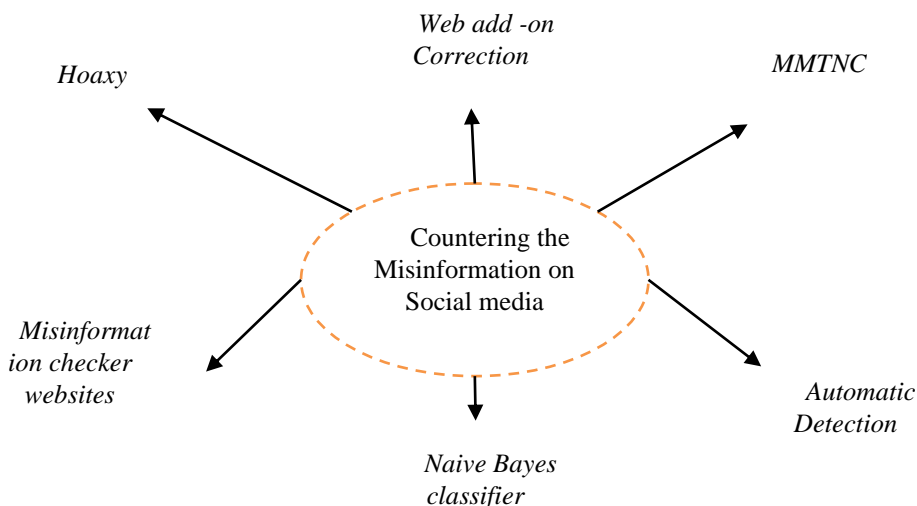 Web add -on
Correction
Hoaxy
MMTNC
Countering the
Misinformation on
Social media
Misinformat
ion checker
websites
Automatic
Detection
Naive Bayes
classifier